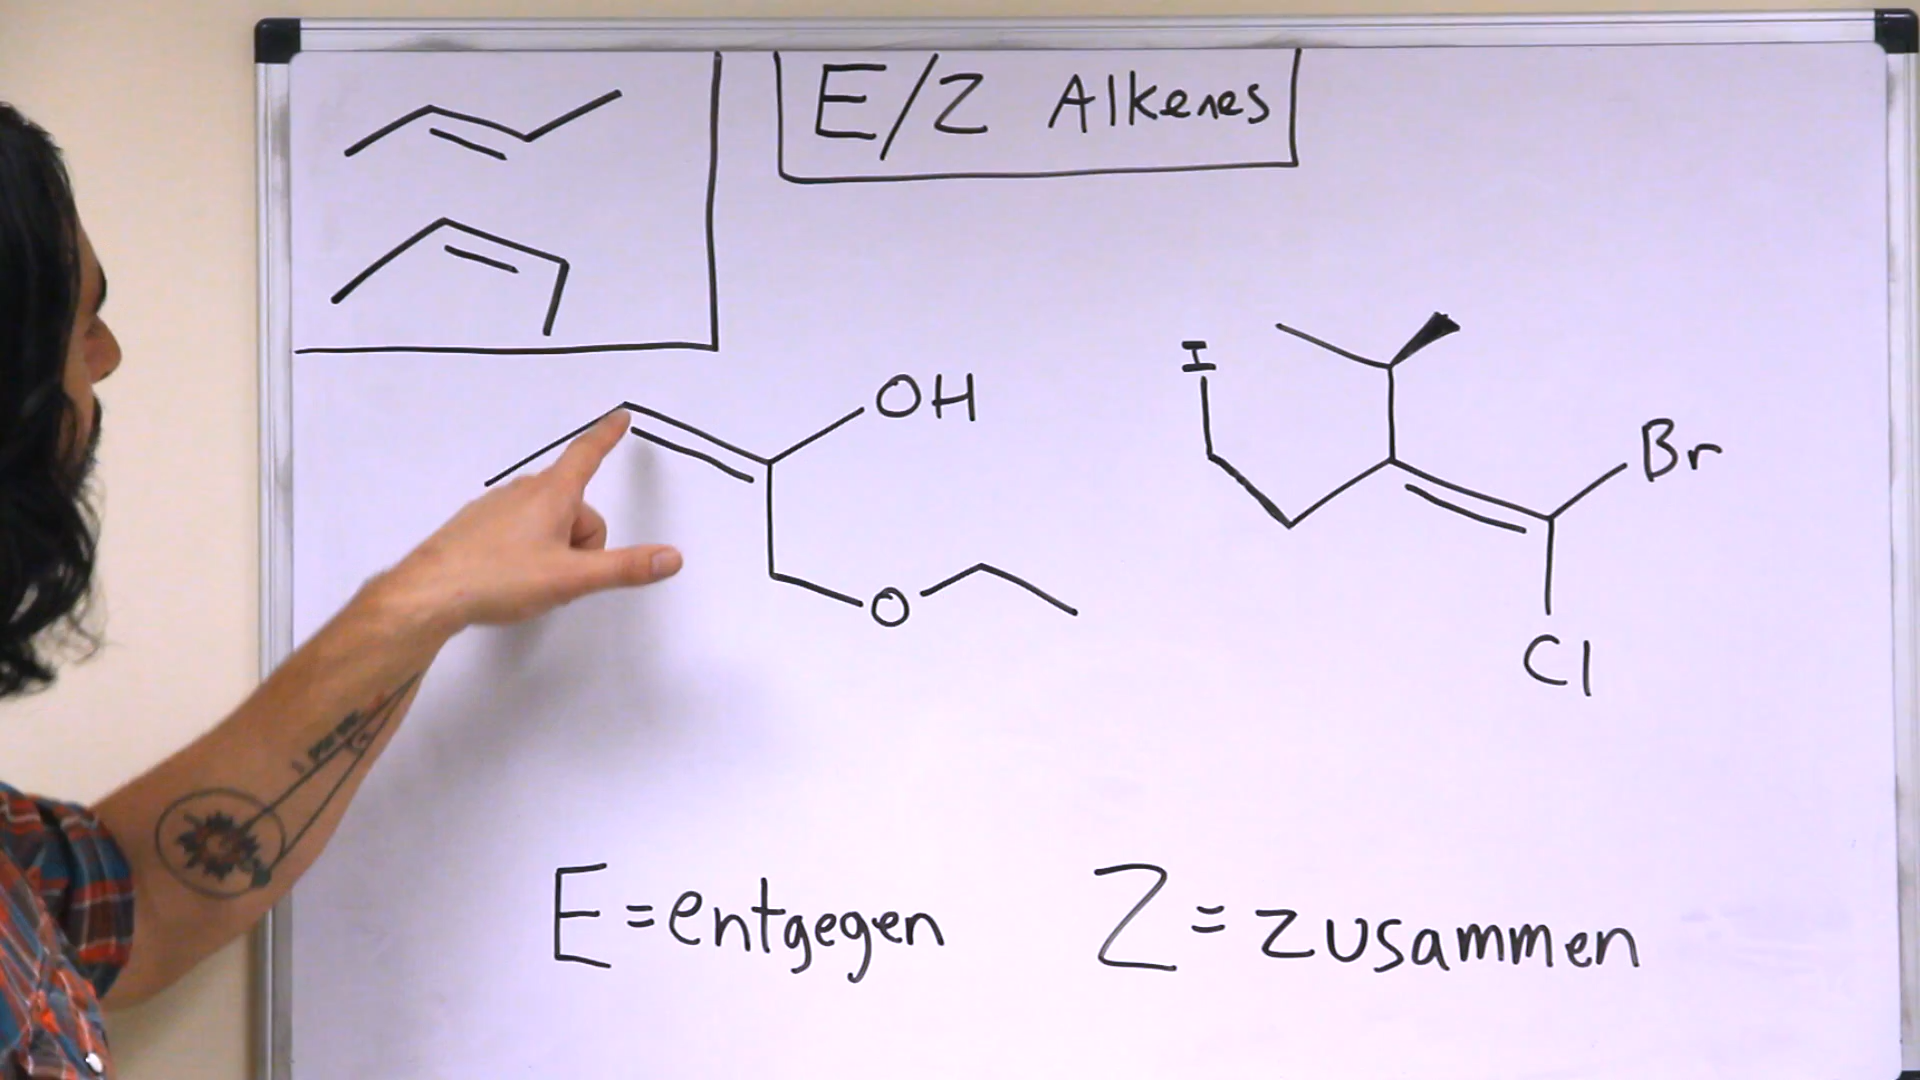 E/Z Alkenes
OH
O
I
Br
Cl
E = entgegen
Z = zusammen